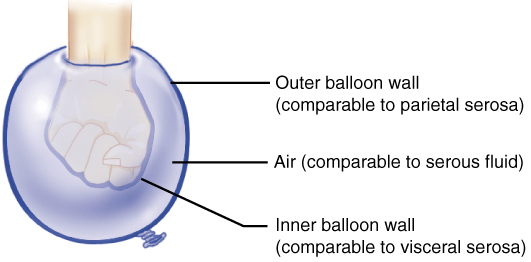 Outer balloon wall
(comparable to parietal serosa)
Air (comparable to serous fluid)
Inner balloon wall
(comparable to visceral serosa)